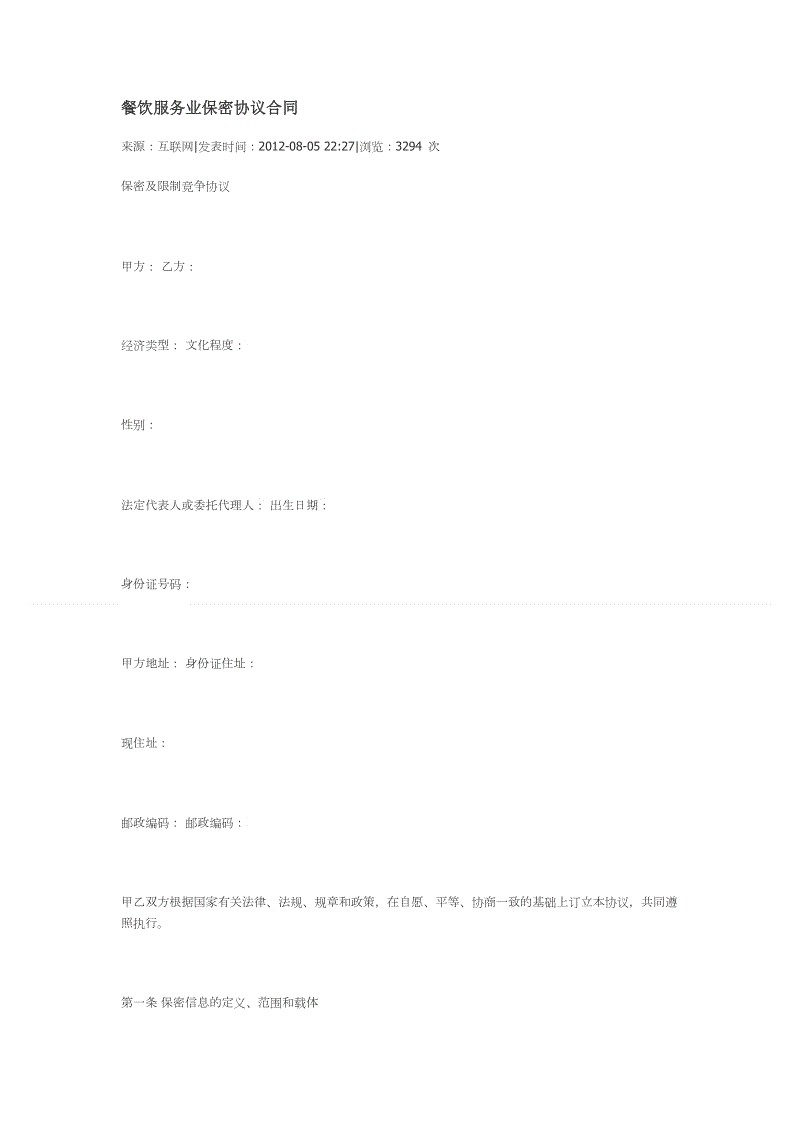 餐饮服务业保密协议合同
来源：互联网|发表时间：2012-08-05 22:27|浏览：3294 次
保密及限制竞争协议
甲方： 乙方：
经济类型： 文化程度：
性别：
法定代表人或委托代理人： 出生日期：
身份证号码：
甲方地址： 身份证住址：
现住址：
邮政编码： 邮政编码：
甲乙双方根据国家有关法律、法规、规章和政策，在自愿、平等、协商一致的基础上订立本协议，共同遵
照执行。
第一条 保密信息的定义、范围和载体